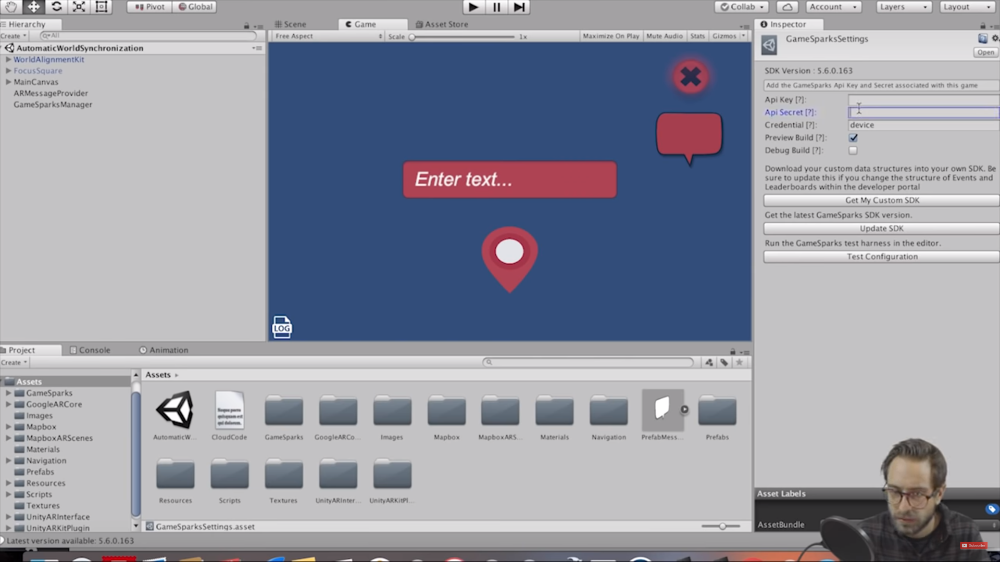 Pivot
Global
Collab
Account
Layers
Layout
Hierarchy
Scene
Game
Asset Store
Inspector
Create
All
Free Aspect
Scale
1x
Maximize On Play
Mute Audio
Stats
Gizmos
GameSparksSettings
Open
AutomaticWorldSynchronization
WorldAlignmentKit
FocusSquare
MainCanvas
ARMessageProvider
GameSparksManager
SDK Version : 5.6.0.163
Add the GameSparks Api Key and Secret associated with this game
Api Key [?]:
Api Secret [?]:
Credential [?]:
device
Preview Build [?]:
Debug Build [?]:
Download your custom data structures into your own SDK. Be
sure to update this if you change the structure of Events and
Leaderboards within the developer portal
Get My Custom SDK
Get the latest GameSparks SDK version.
Update SDK
Run the GameSparks test harness in the editor.
Test Configuration
Enter text...
LOG
Project
Console
Animation
Create
Assets
GameSparks
GoogleARCore
Images
Mapbox
MapboxARScenes
Materials
Navigation
Prefabs
Resources
Scripts
Textures
UnityARInterface
UnityARKitPlugin
Assets
AutomaticW...
CloudCode
GameSparks
GoogleARCo...
Images
Mapbox
MapboxARS...
Materials
Navigation
PrefabMess...
Prefabs
Resources
Scripts
Textures
UnityARInter...
UnityARKitPl...
GameSparksSettings.asset
Asset Labels
AssetBundle
Latest version available: 5.6.0.163
Subscribe